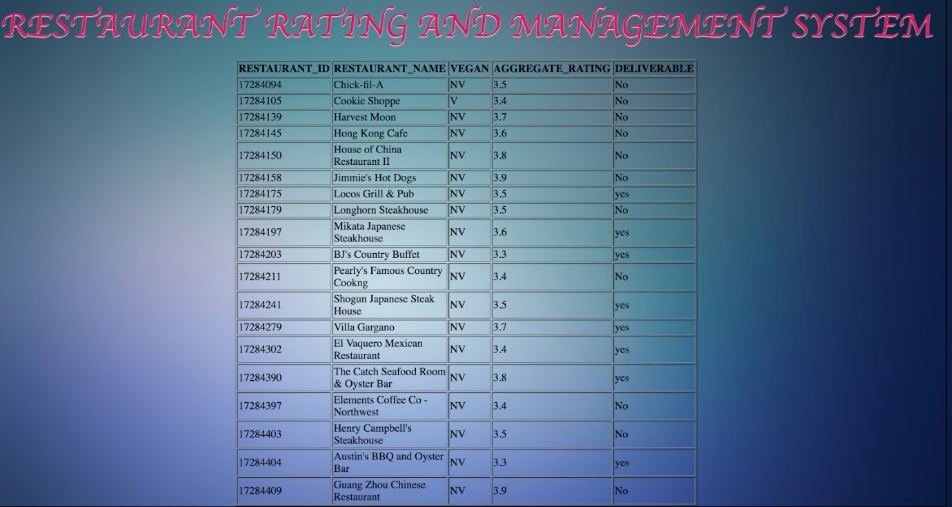 RESTAURANT RATING AND MANAGEMENT SYSTEM
RESTAURANT_ID RESTAURANT_NAME VEGAN AGGREGATE_RATING DELIVERABLE
17284094 Chick-fil-A NV 3.5 No
17284105 Cookie Shoppe V 3.4 No
17284139 Harvest Moon NV 3.7 No
17284145 Hong Kong Cafe NV 3.6 No
17284150 House of China Restaurant II NV 3.8 No
17284158 Jimmie's Hot Dogs NV 3.9 No
17284175 Locos Grill & Pub NV 3.5 yes
17284179 Longhorn Steakhouse NV 3.5 No
17284197 Mikata Japanese Steakhouse NV 3.6 yes
17284203 BJ's Country Buffet NV 3.3 yes
17284211 Pearly's Famous Country Cookng NV 3.4 No
17284241 Shogun Japanese Steak House NV 3.5 yes
17284279 Villa Gargano NV 3.7 yes
17284302 El Vaquero Mexican Restaurant NV 3.4 yes
17284390 The Catch Seafood Room & Oyster Bar NV 3.8 yes
17284397 Elements Coffee Co - Northwest NV 3.4 No
17284403 Henry Campbell's Steakhouse NV 3.5 No
17284404 Austin's BBQ and Oyster Bar NV 3.3 yes
17284409 Guang Zhou Chinese Restaurant NV 3.9 No